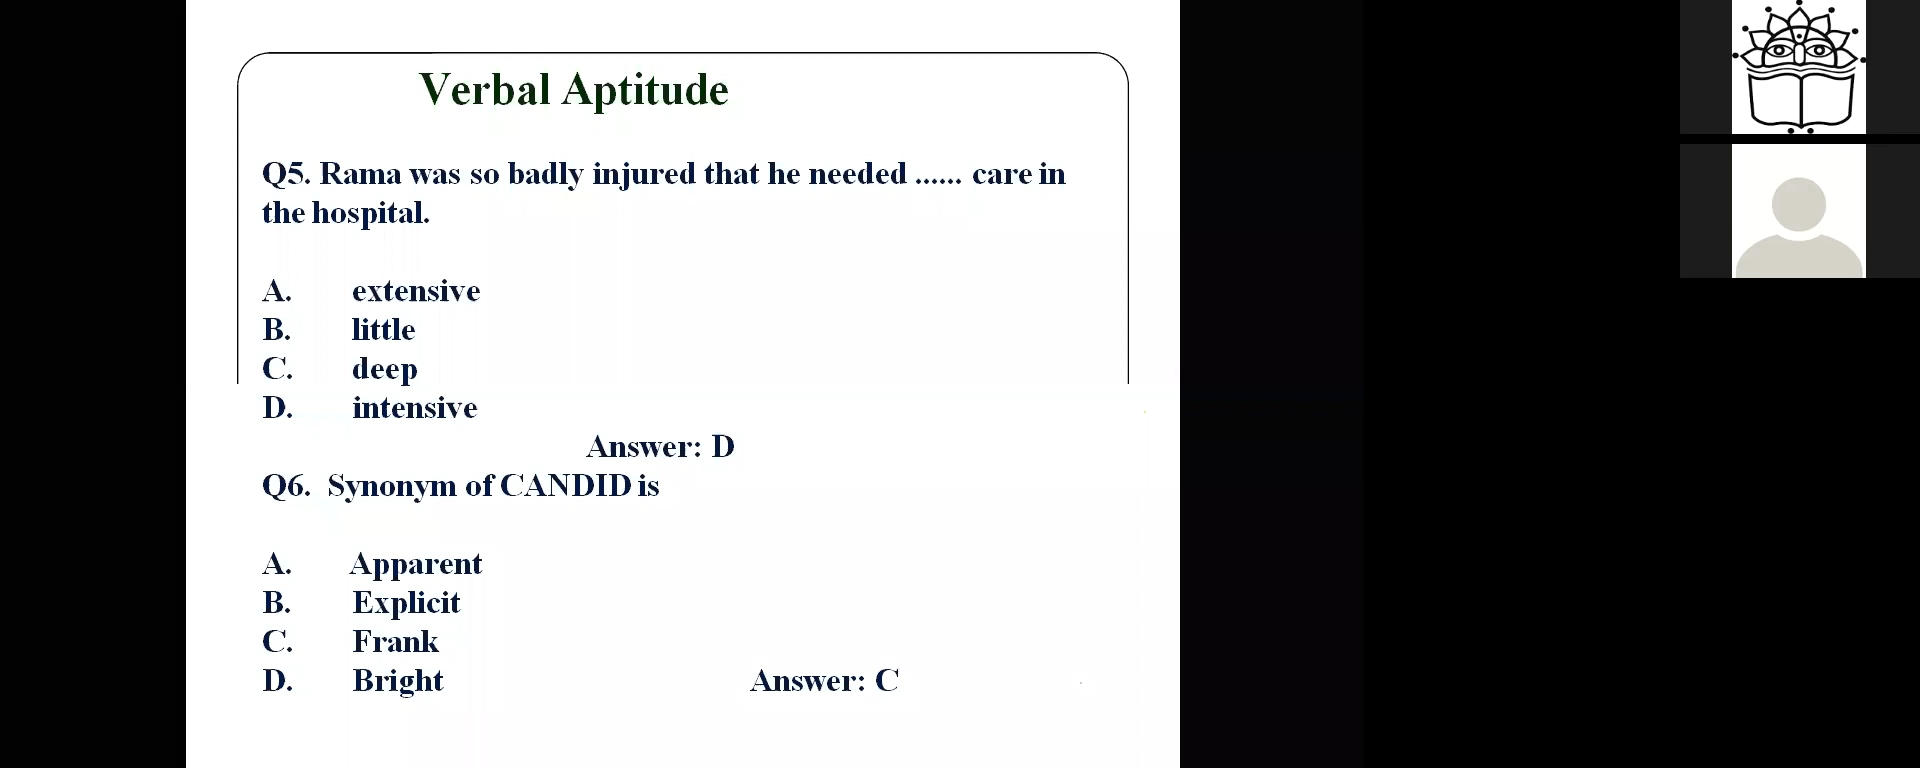 Verbal Aptitude
Q5. Rama was so badly injured that he needed ...... care in
the hospital.
A. extensive
B. little
C. deep
D. intensive
Answer: D
Q6. Synonym of CANDID is
A. Apparent
B. Explicit
C. Frank
D. Bright Answer: C